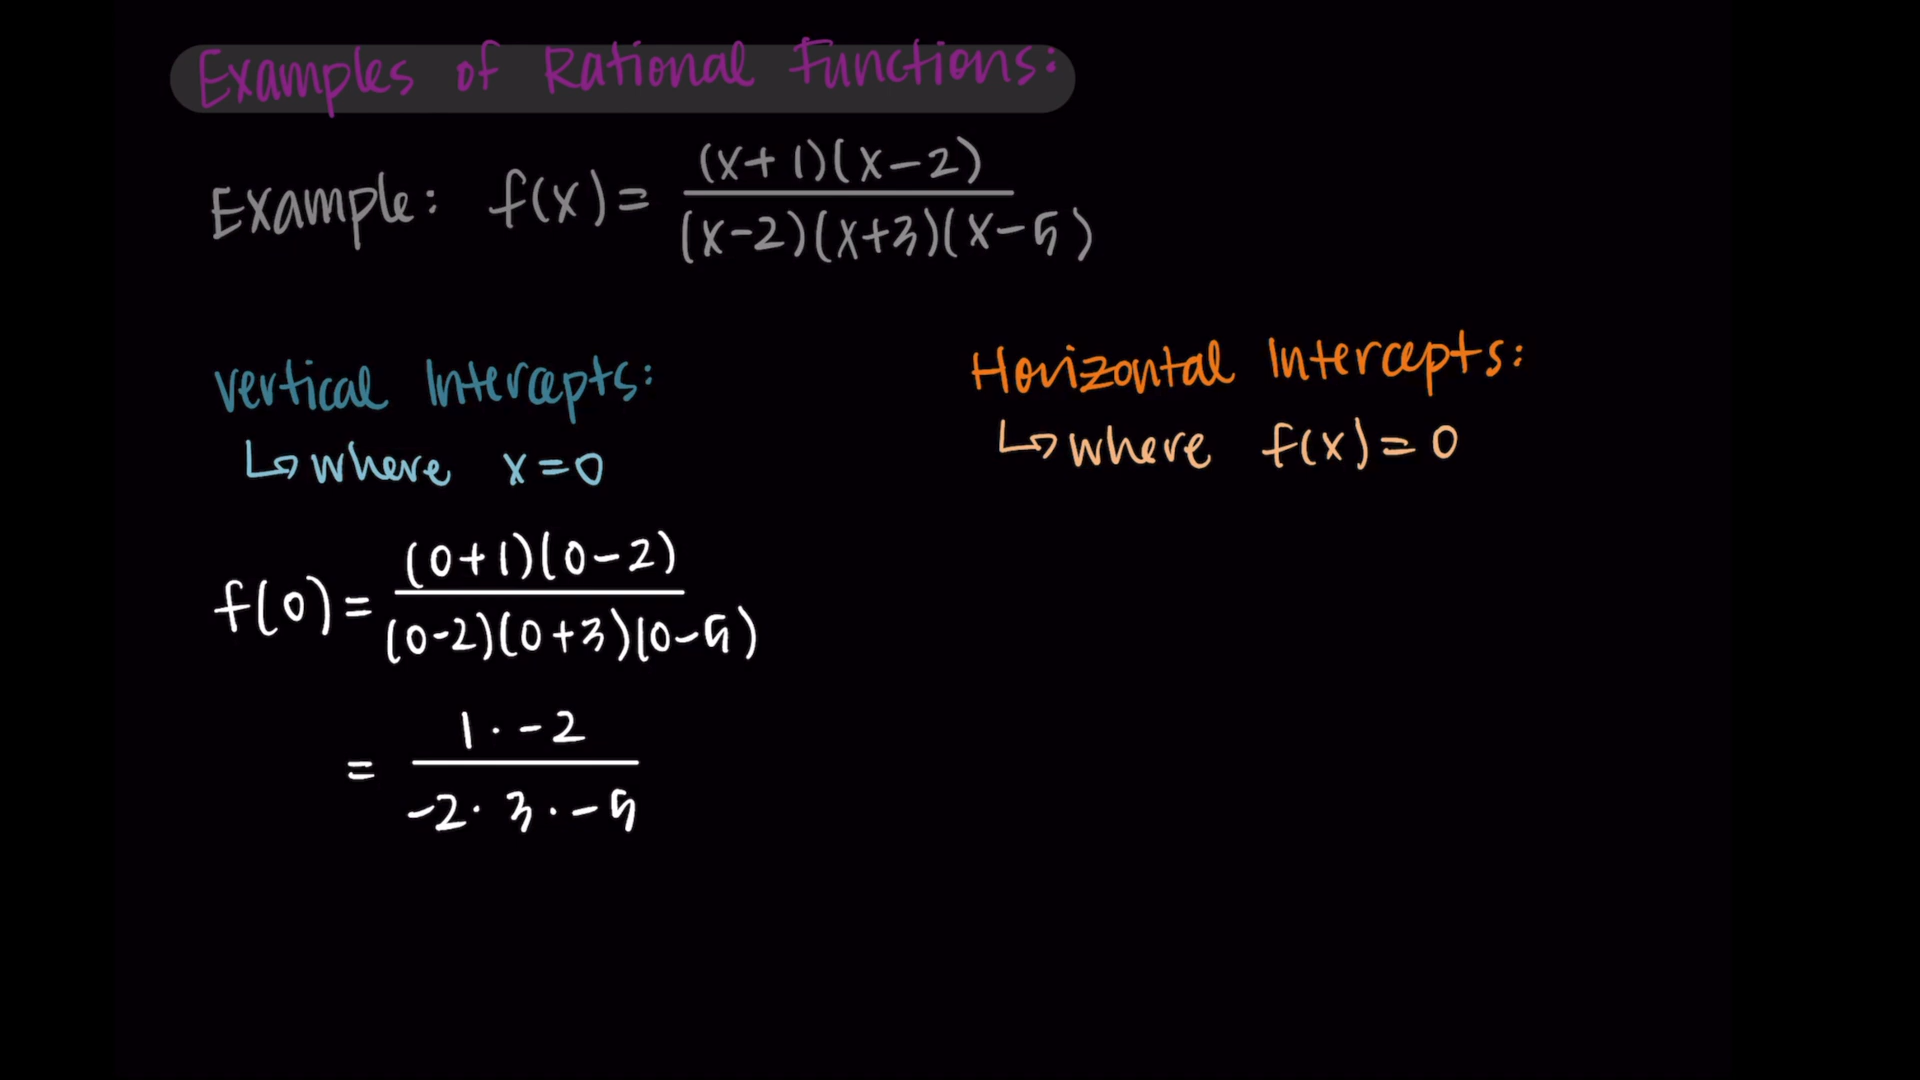 Examples of Rational Functions:
Example: f(x) = (x+1)(x-2) / (x-2)(x+3)(x-5)
Vertical Intercepts:
↳ where x=0
f(0) = (0+1)(0-2) / (0-2)(0+3)(0-5)
= 1·-2 / -2·3·-5
Horizontal Intercepts:
↳ where f(x)=0